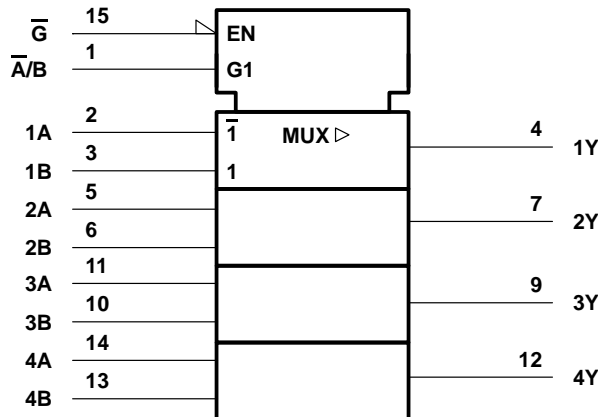 G̅ 15 EN
A̅/B 1 G1
1A 2 1̅ MUX ▷ 4 1Y
1B 3 1
2A 5 7 2Y
2B 6
3A 11 9 3Y
3B 10
4A 14 12 4Y
4B 13